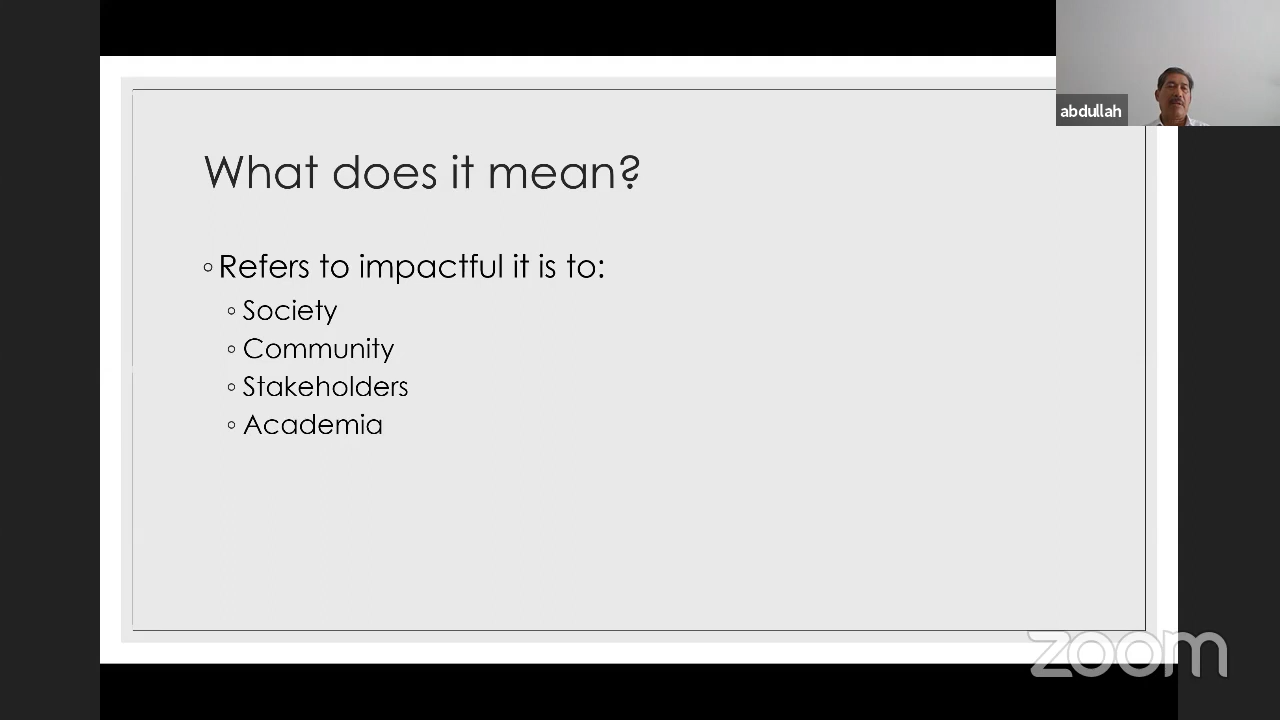 abdullah
What does it mean?
◦Refers to impactful it is to:
◦ Society
◦ Community
◦ Stakeholders
◦ Academia
zoom